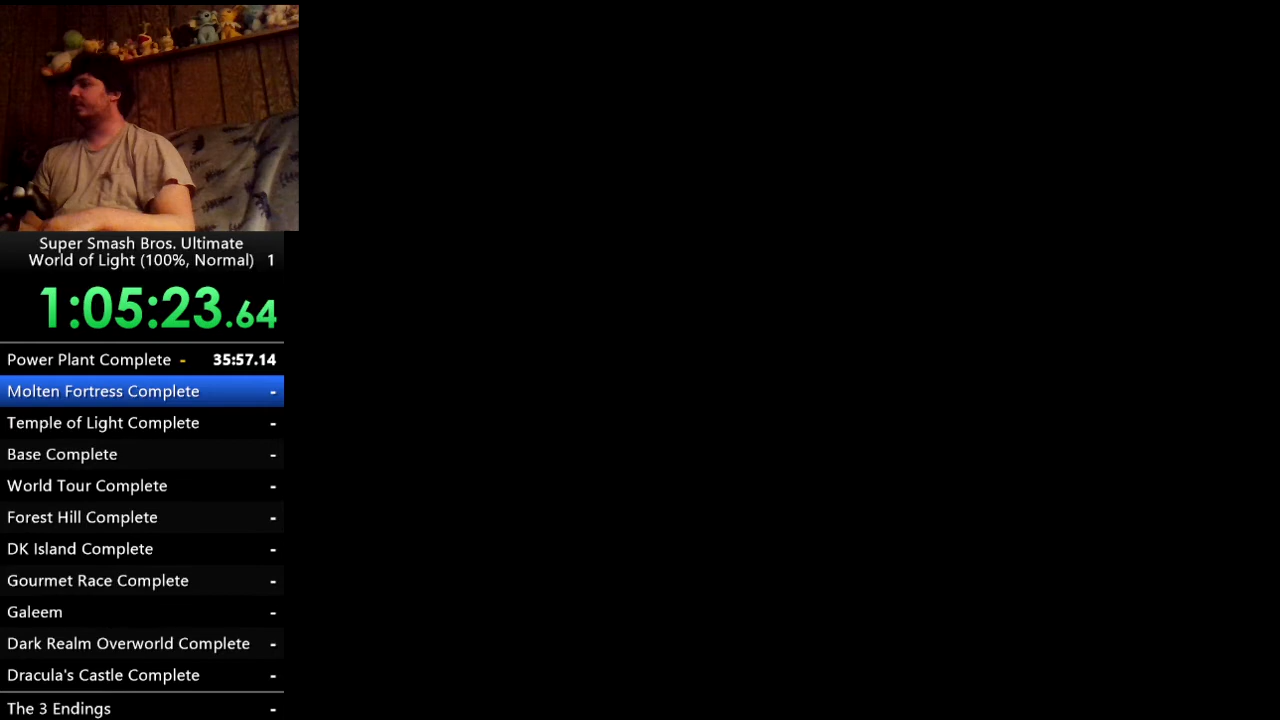 Super Smash Bros. Ultimate
World of Light (100%, Normal) 1
1:05:23.64
Power Plant Complete - 35:57.14
Molten Fortress Complete -
Temple of Light Complete -
Base Complete -
World Tour Complete -
Forest Hill Complete -
DK Island Complete -
Gourmet Race Complete -
Galeem -
Dark Realm Overworld Complete -
Dracula's Castle Complete -
The 3 Endings -